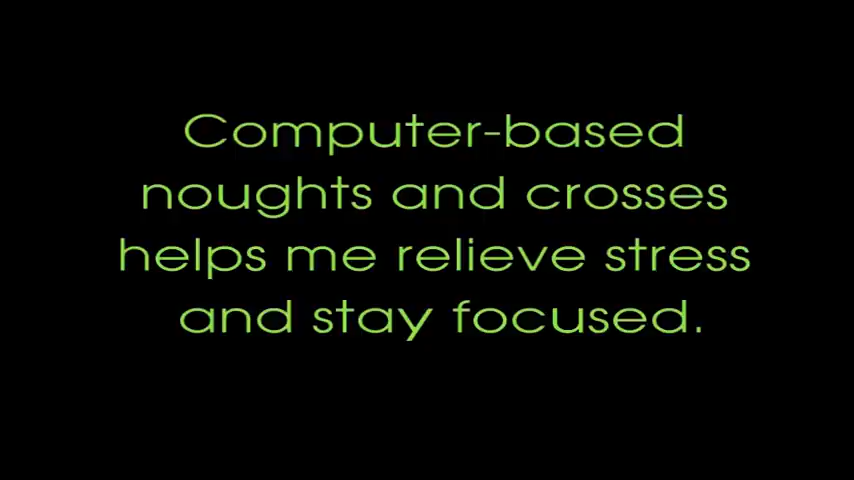 Computer-based
noughts and crosses
helps me relieve stress
and stay focused.